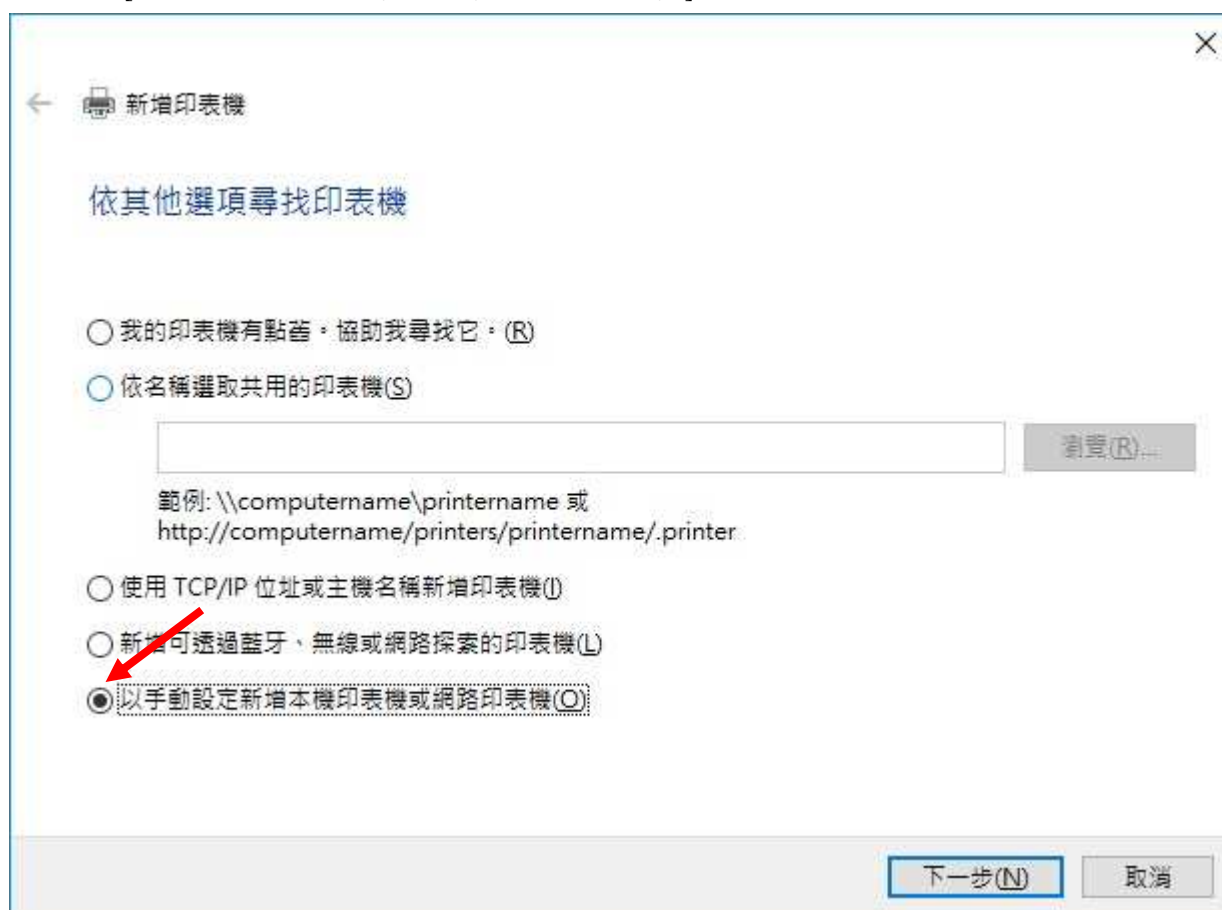 新增印表機
依其他選項尋找印表機
我的印表機有點舊。協助我尋找它。(R)
依名稱選取共用的印表機(S)
瀏覽(R)...
範例: \\computername\printername 或
http://computername/printers/printername/.printer
使用 TCP/IP 位址或主機名稱新增印表機(I)
新增可透過藍牙、無線或網路探索的印表機(L)
以手動設定新增本機印表機或網路印表機(O)
下一步(N)
取消